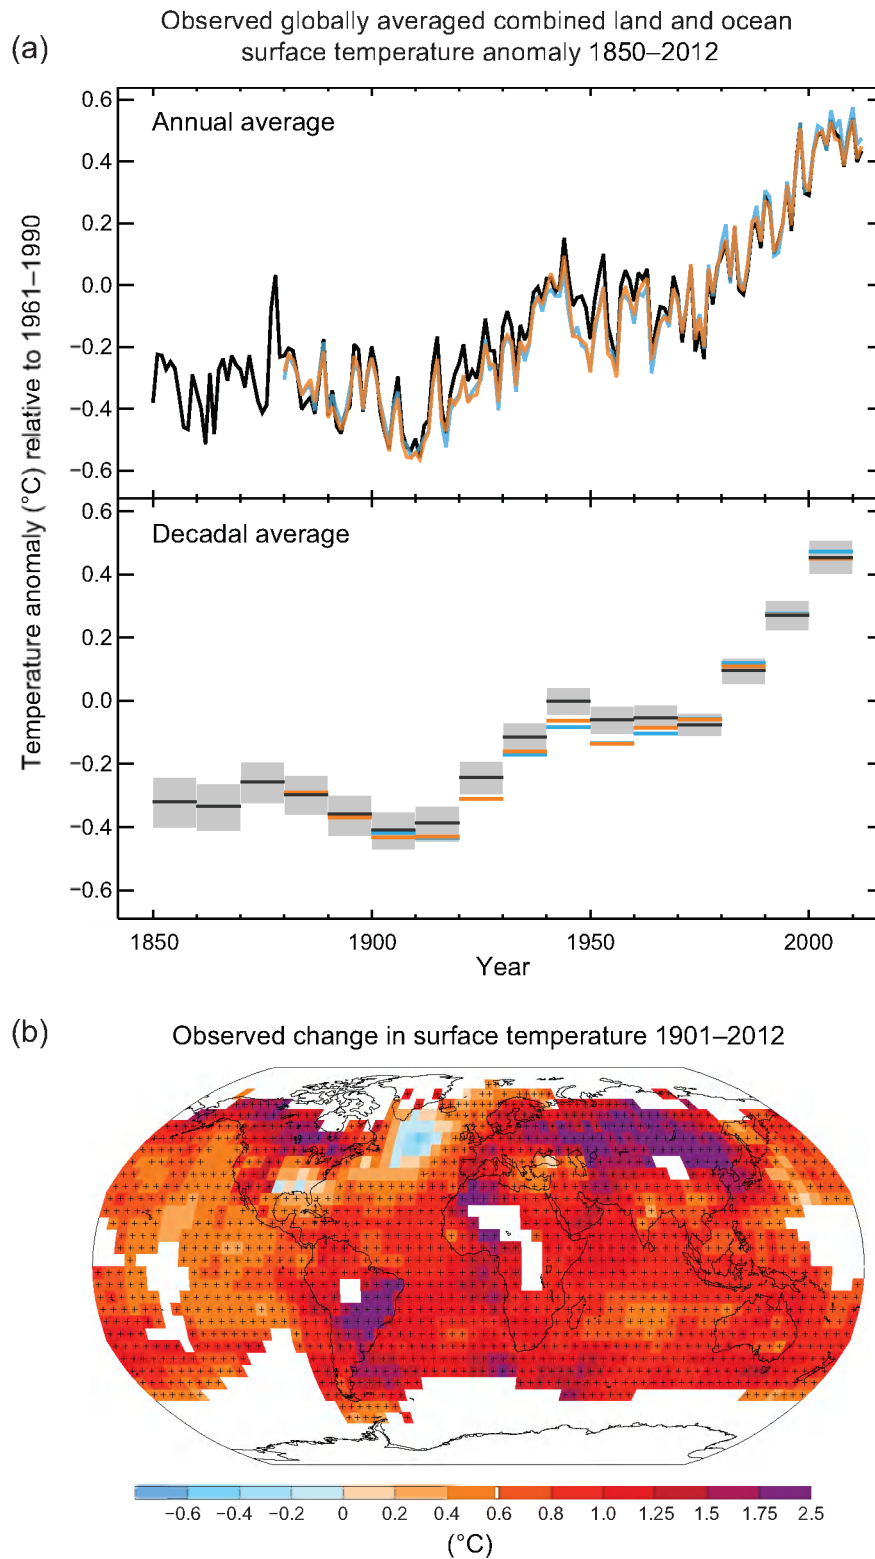 Observed globally averaged combined land and ocean
surface temperature anomaly 1850–2012
(a)
Temperature anomaly (°C) relative to 1961–1990
Annual average
0.6
0.4
0.2
0.0
−0.2
−0.4
−0.6
Decadal average
0.6
0.4
0.2
0.0
−0.2
−0.4
−0.6
1850 1900 1950 2000
Year
(b)
Observed change in surface temperature 1901–2012
−0.6 −0.4 −0.2 0 0.2 0.4 0.6 0.8 1.0 1.25 1.5 1.75 2.5
(°C)